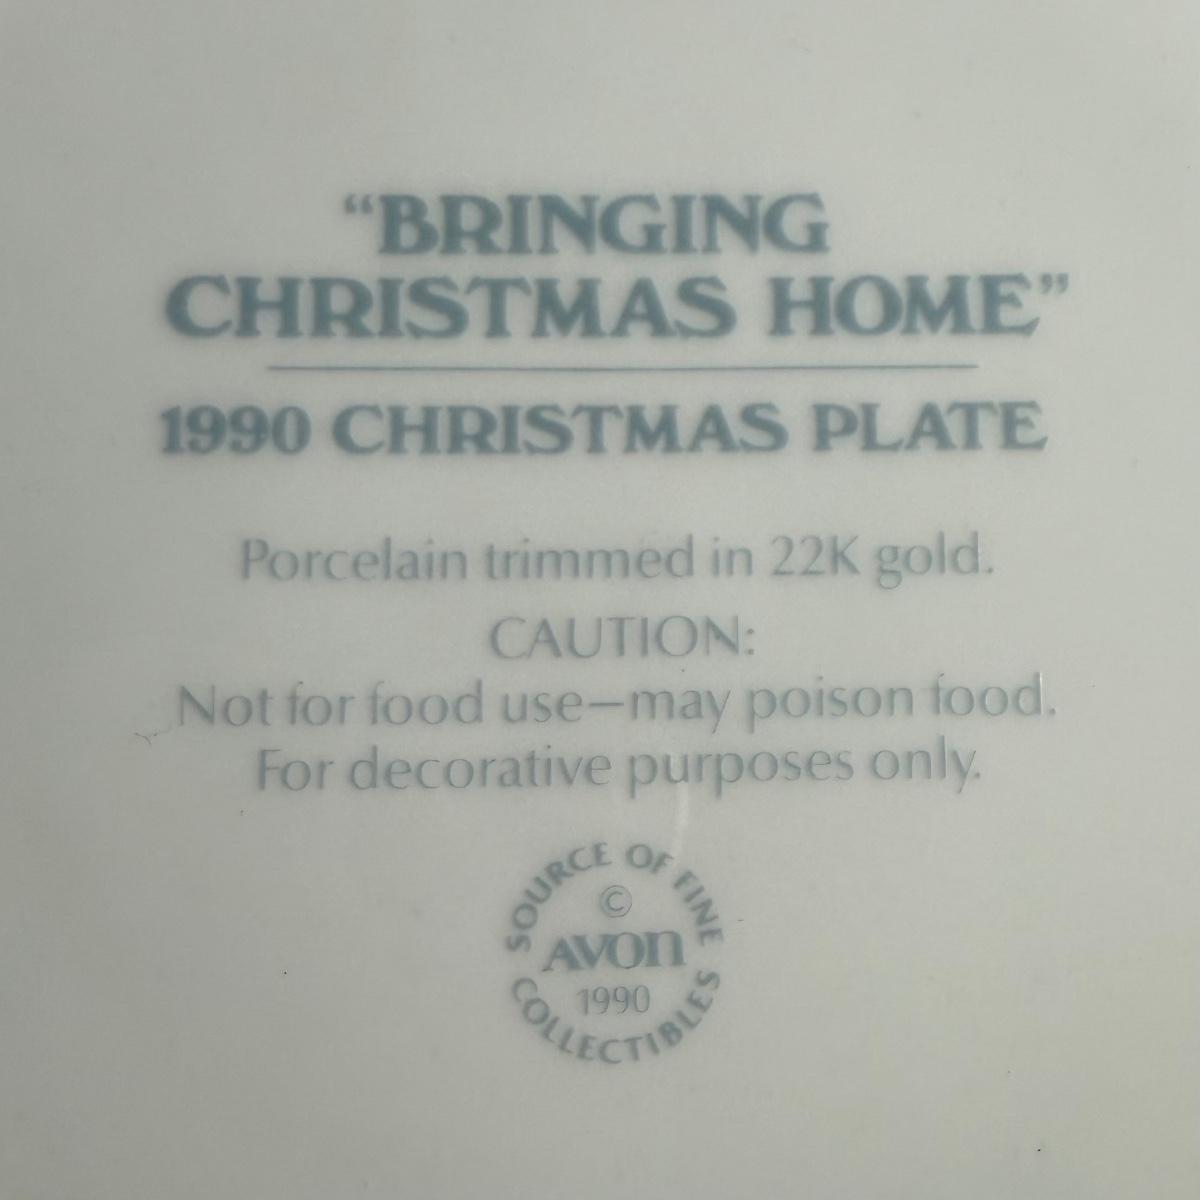 “BRINGING
CHRISTMAS HOME”
1990 CHRISTMAS PLATE
Porcelain trimmed in 22K gold.
CAUTION:
Not for food use—may poison food.
For decorative purposes only.
SOURCE OF FINE
©
AVON
1990
COLLECTIBLES